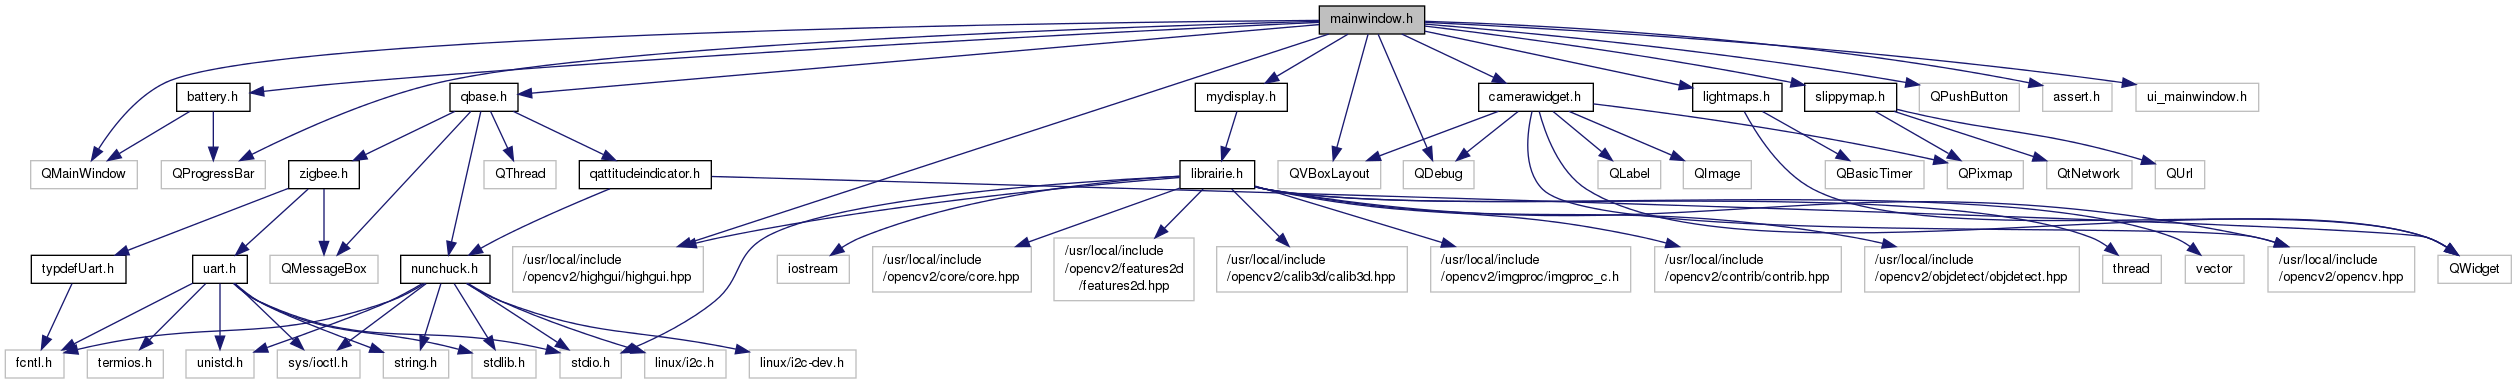 mainwindow.h
battery.h
qbase.h
mydisplay.h
camerawidget.h
lightmaps.h
slippymap.h
QPushButton
assert.h
ui_mainwindow.h
QMainWindow
QProgressBar
zigbee.h
QThread
qattitudeindicator.h
librairie.h
QVBoxLayout
QDebug
QLabel
QImage
QBasicTimer
QPixmap
QtNetwork
QUrl
typdefUart.h
uart.h
QMessageBox
nunchuck.h
/usr/local/include
/opencv2/highgui/highgui.hpp
iostream
/usr/local/include
/opencv2/core/core.hpp
/usr/local/include
/opencv2/features2d
/features2d.hpp
/usr/local/include
/opencv2/calib3d/calib3d.hpp
/usr/local/include
/opencv2/imgproc/imgproc_c.h
/usr/local/include
/opencv2/contrib/contrib.hpp
/usr/local/include
/opencv2/objdetect/objdetect.hpp
thread
vector
/usr/local/include
/opencv2/opencv.hpp
QWidget
fcntl.h
termios.h
unistd.h
sys/ioctl.h
string.h
stdlib.h
stdio.h
linux/i2c.h
linux/i2c-dev.h